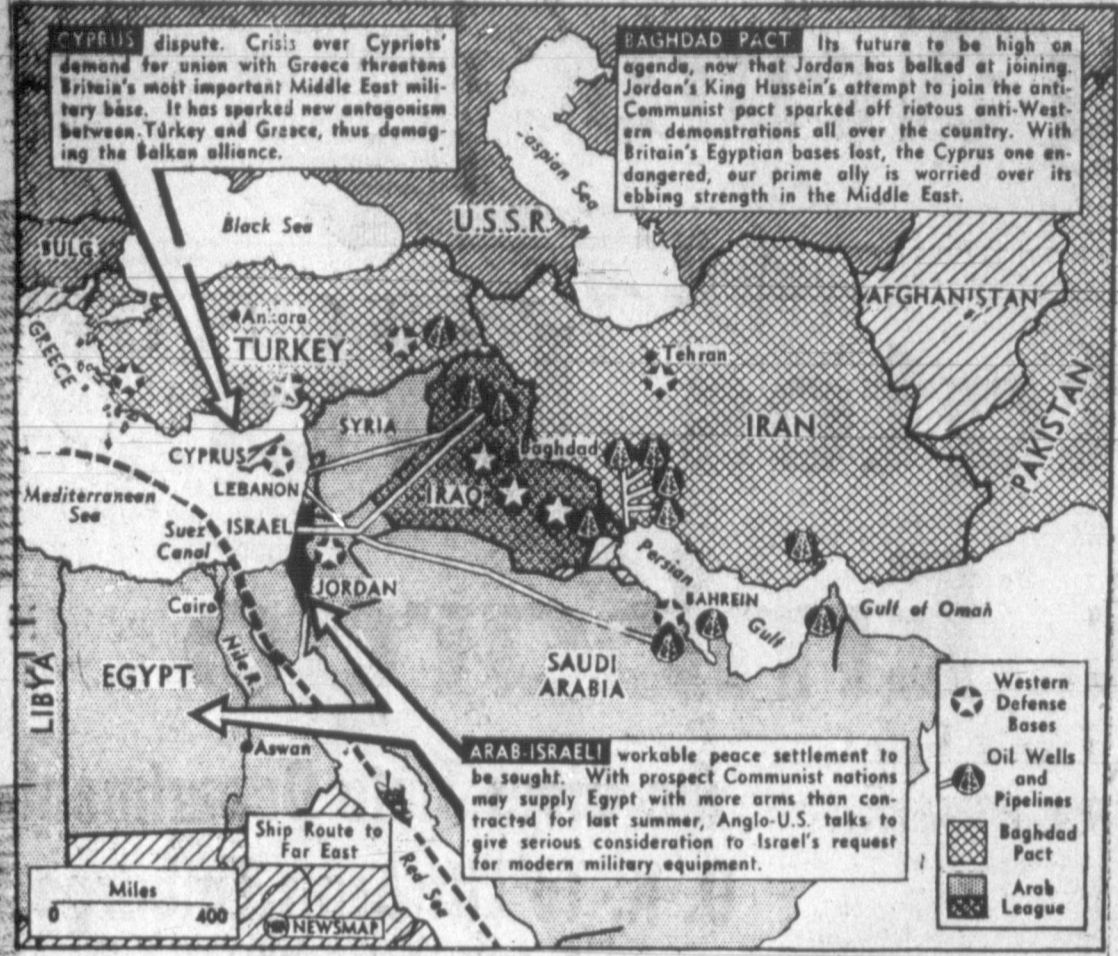 CYPRUS dispute. Crisis over Cypriots'
demand for union with Greece threatens
Britain's most important Middle East mili-
tary base. It has sparked new antagonism
between Turkey and Greece, thus damag-
ing the Balkan alliance.
BAGHDAD PACT Its future to be high on
agenda, now that Jordan has balked at joining.
Jordan's King Hussein's attempt to join the anti-
Communist pact sparked off riotous anti-West-
ern demonstrations all over the country. With
Britain's Egyptian bases lost, the Cyprus one en-
dangered, our prime ally is worried over its
ebbing strength in the Middle East.
Caspian Sea
Black Sea
U.S.S.R.
BULG.
AFGHANISTAN
Ankara
TURKEY
GREECE
Tehran
SYRIA
IRAN
PAKISTAN
CYPRUS
Baghdad
LEBANON
IRAQ
Mediterranean
Sea
ISRAEL
Suez
Canal
JORDAN
Persian
Gulf
BAHREIN
Gulf of Oman
Cairo
Nile R.
EGYPT
LIBYA
SAUDI
ARABIA
Aswan
ARAB-ISRAELI workable peace settlement to
be sought. With prospect Communist nations
may supply Egypt with more arms than con-
tracted for last summer, Anglo-U.S. talks to
give serious consideration to Israel's request
for modern military equipment.
Western
Defense
Bases
Oil Wells
and
Pipelines
Baghdad
Pact
Arab
League
Ship Route to
Far East
Red Sea
Miles
0 400
NEWSMAP